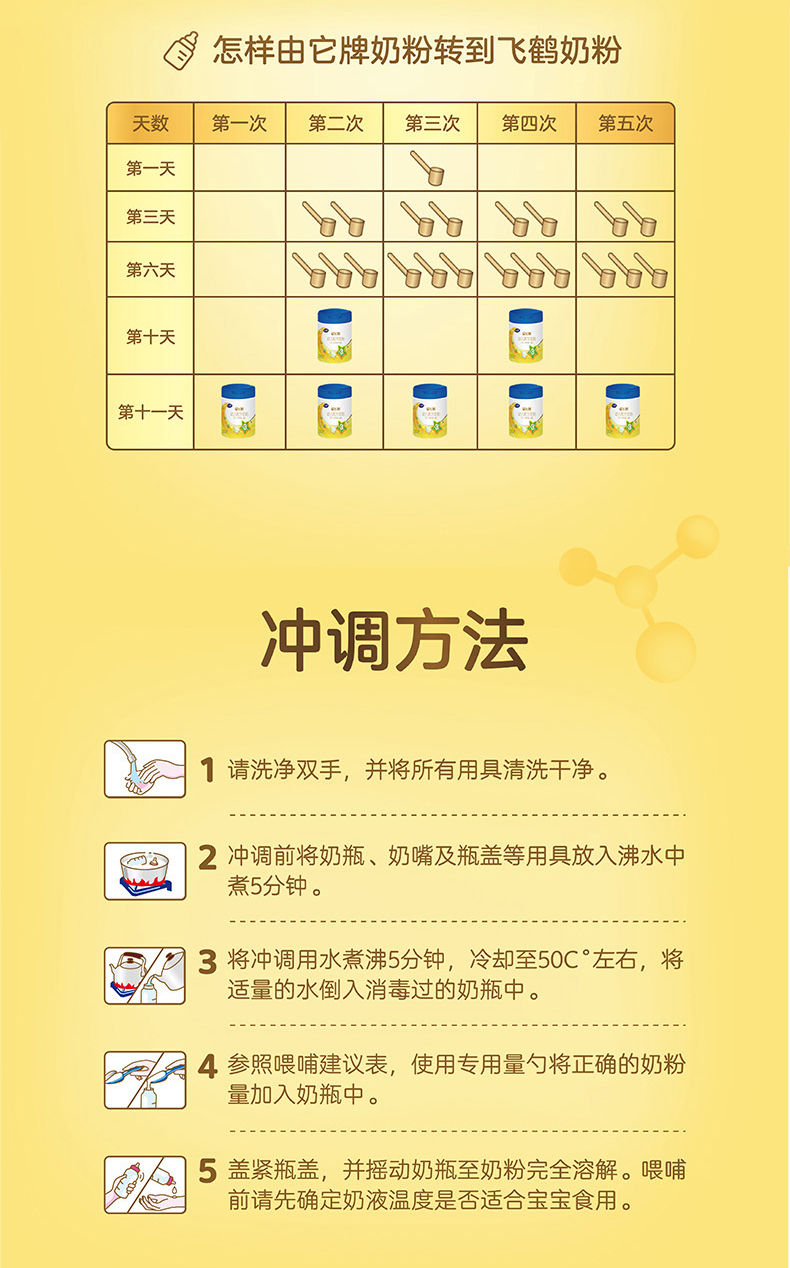 怎样由它牌奶粉转到飞鹤奶粉
天数 第一次 第二次 第三次 第四次 第五次
第一天
第三天
第六天
第十天
第十一天
冲调方法
1 请洗净双手，并将所有用具清洗干净。
2 冲调前将奶瓶、奶嘴及瓶盖等用具放入沸水中
煮5分钟。
3 将冲调用水煮沸5分钟，冷却至50C°左右，将
适量的水倒入消毒过的奶瓶中。
4 参照喂哺建议表，使用专用量勺将正确的奶粉
量加入奶瓶中。
5 盖紧瓶盖，并摇动奶瓶至奶粉完全溶解。喂哺
前请先确定奶液温度是否适合宝宝食用。